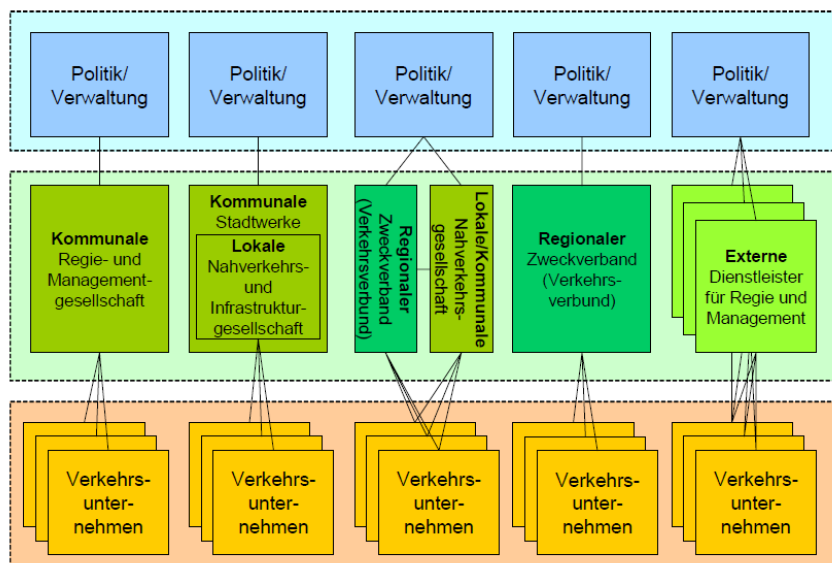 Politik/
Verwaltung
Politik/
Verwaltung
Politik/
Verwaltung
Politik/
Verwaltung
Politik/
Verwaltung
Kommunale
Regie- und
Management-
gesellschaft
Kommunale
Stadtwerke
Lokale
Nahverkehrs-
und
Infrastruktur-
gesellschaft
Regionaler
Zweckverband
(Verkehrsverbund)
Lokale/Kommunale
Nahverkehrs-
gesellschaft
Regionaler
Zweckverband
(Verkehrs-
verbund)
Externe
Dienstleister
für Regie und
Management
Verkehrs-
unter-
nehmen
Verkehrs-
unter-
nehmen
Verkehrs-
unter-
nehmen
Verkehrs-
unter-
nehmen
Verkehrs-
unter-
nehmen